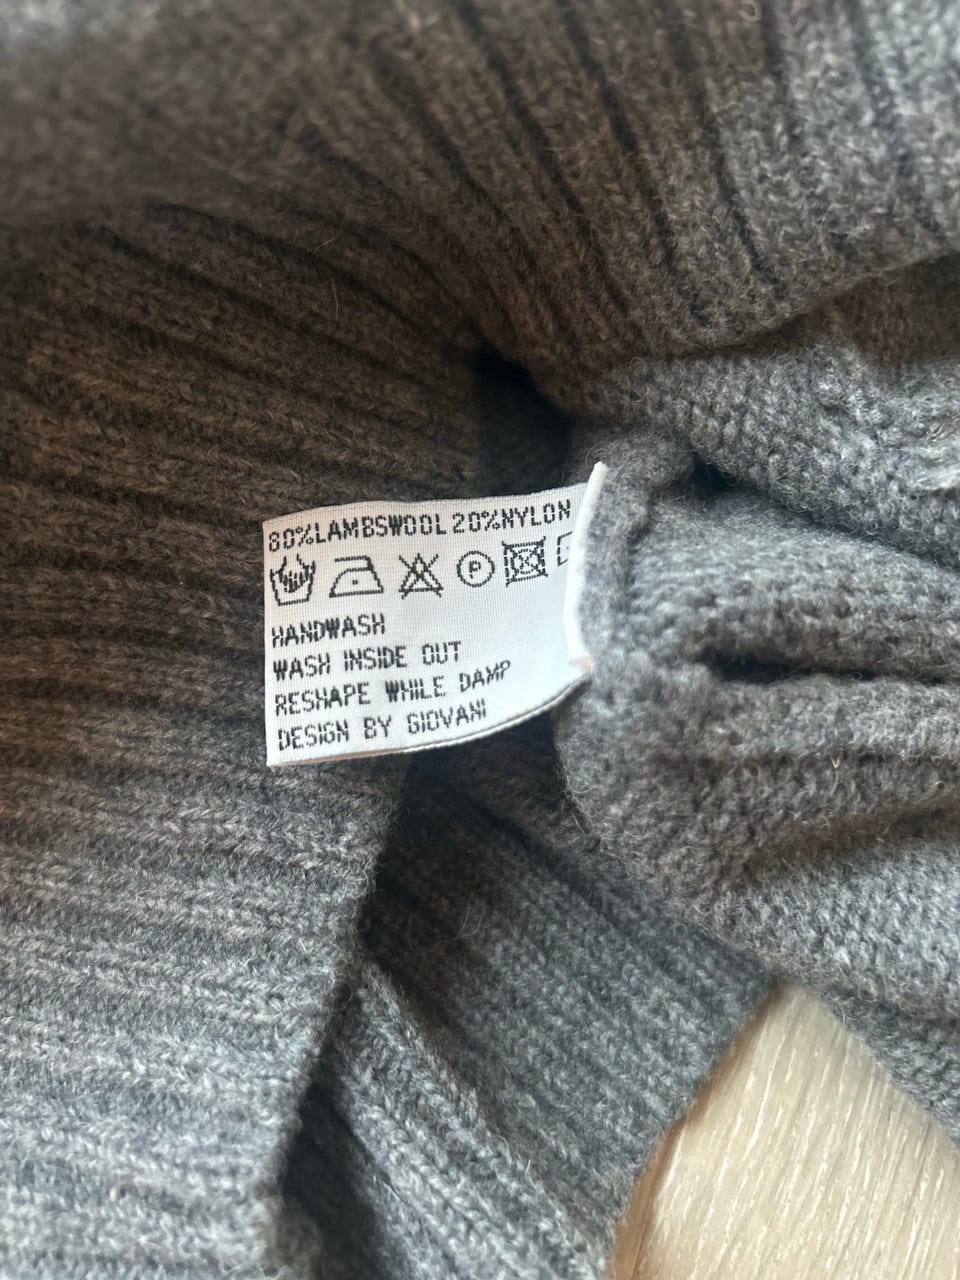 80%LAMBSWOOL 20%NYLON
P
HANDWASH
WASH INSIDE OUT
RESHAPE WHILE DAMP
DESIGN BY GIOVANI